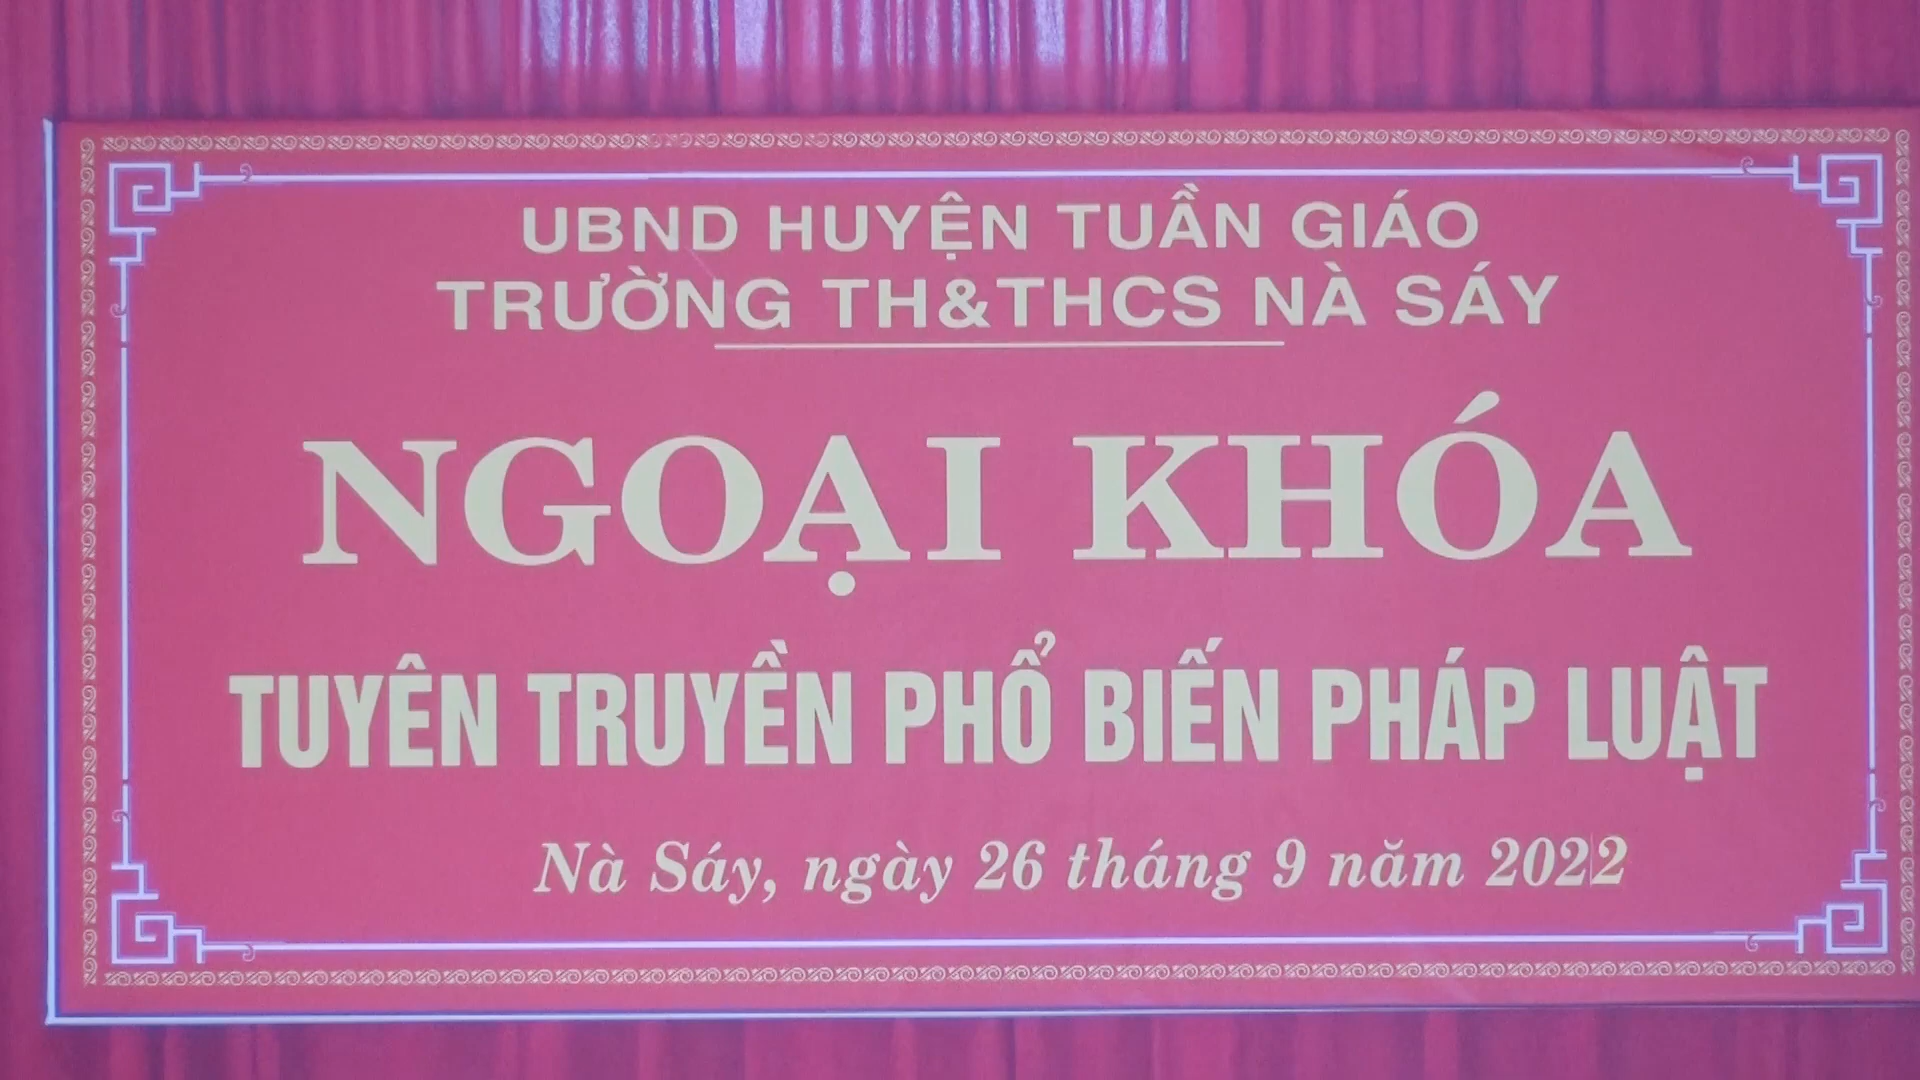 UBND HUYỆN TUẦN GIÁO
TRƯỜNG TH&THCS NÀ SÁY
NGOẠI KHÓA
TUYÊN TRUYỀN PHỔ BIẾN PHÁP LUẬT
Nà Sáy, ngày 26 tháng 9 năm 2022